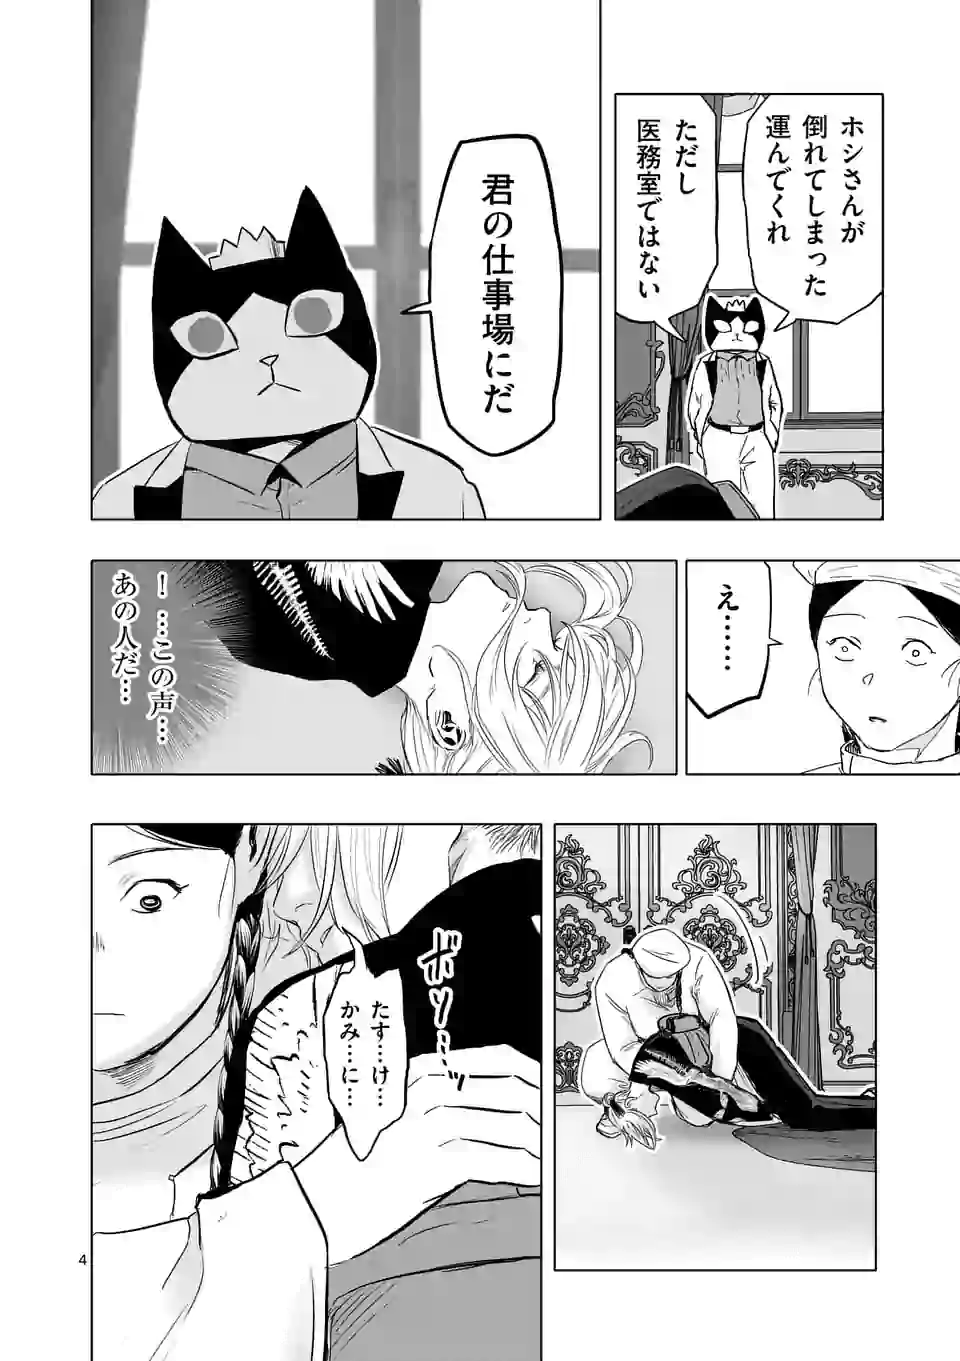 ホシさんが
倒れてしまった
運んでくれ
ただし
医務室ではない
君の仕事場にだ
え……
！…この声…
あの人だ…
ボソ…ッ
たす…け…
かみ…に…
4